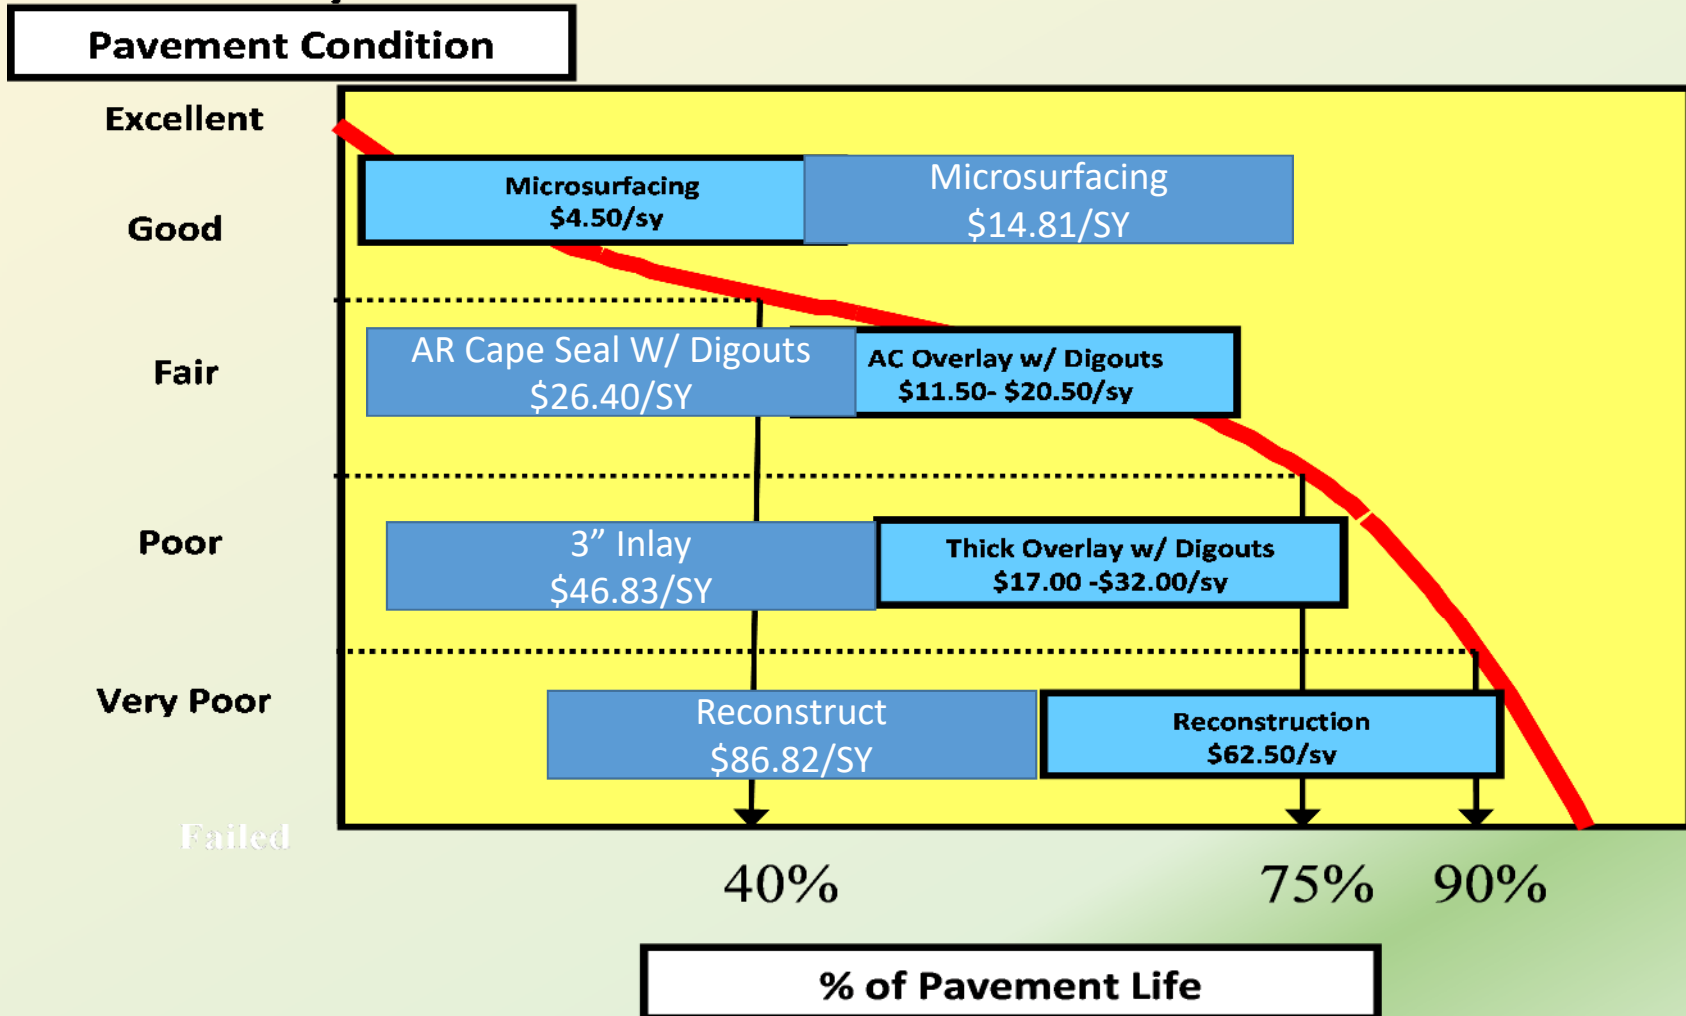 Pavement Condition
Excellent
Microsurfacing
$4.50/sy
Microsurfacing
$14.81/SY
Good
AR Cape Seal W/ Digouts
$26.40/SY
AC Overlay w/ Digouts
$11.50- $20.50/sy
Fair
3” Inlay
$46.83/SY
Thick Overlay w/ Digouts
$17.00 -$32.00/sy
Poor
Reconstruct
$86.82/SY
Reconstruction
$62.50/sy
Very Poor
Failed
40%
75%
90%
% of Pavement Life